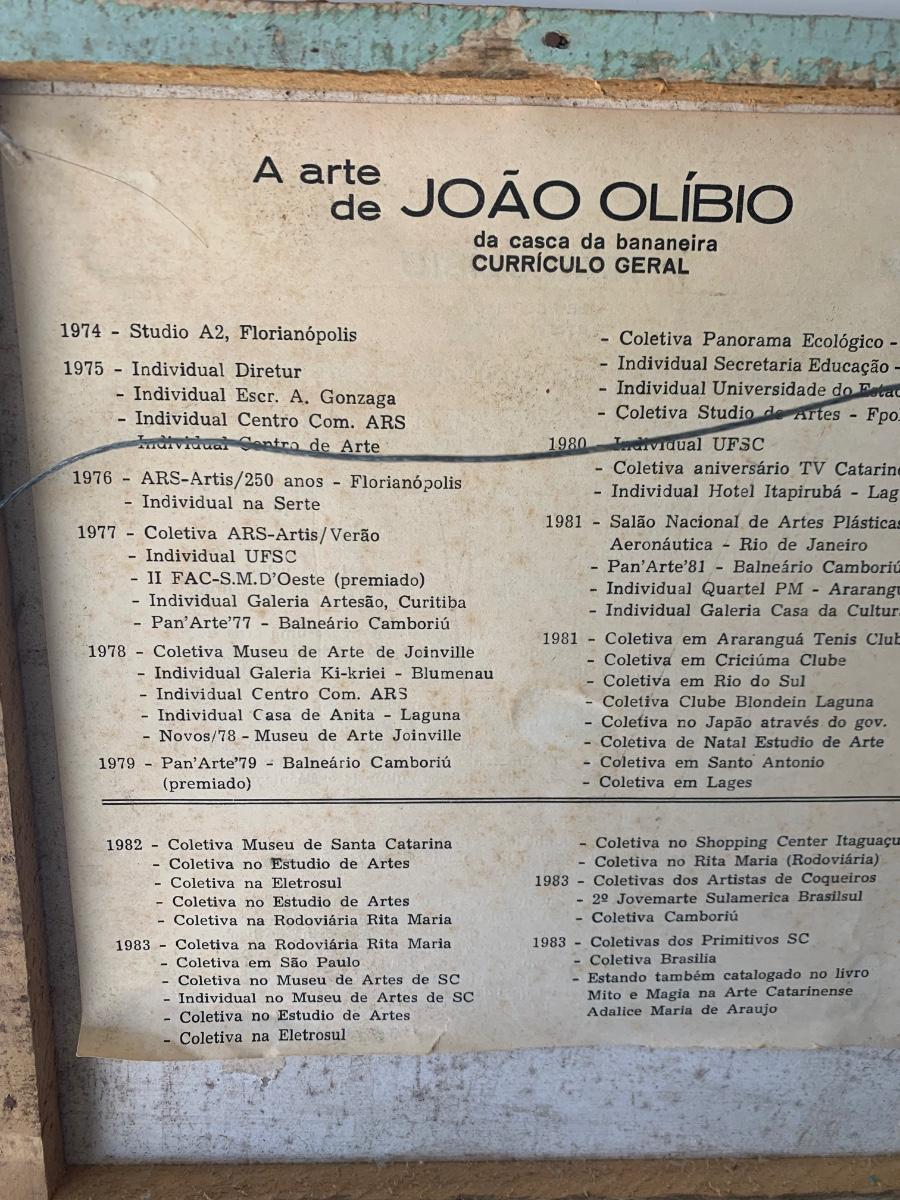 A arte
de JOÃO OLÍBIO
da casca da bananeira
CURRÍCULO GERAL
1974 - Studio A2, Florianópolis
1975 - Individual Diretur
- Individual Escr. A. Gonzaga
- Individual Centro Com. ARS
- Individual Centro de Arte
1976 - ARS-Artis/250 anos - Florianópolis
- Individual na Serte
1977 - Coletiva ARS-Artis/Verão
- Individual UFSC
- II FAC-S.M.D'Oeste (premiado)
- Individual Galeria Artesão, Curitiba
- Pan'Arte'77 - Balneário Camboriú
1978 - Coletiva Museu de Arte de Joinville
- Individual Galeria Ki-kriei - Blumenau
- Individual Centro Com. ARS
- Individual Casa de Anita - Laguna
- Novos/78 - Museu de Arte Joinville
1979 - Pan'Arte'79 - Balneário Camboriú
(premiado)
- Coletiva Panorama Ecológico -
- Individual Secretaria Educação -
- Individual Universidade do
- Coletiva Studio de Artes -
1980 - Individual UFSC
- Coletiva aniversário TV
- Individual Hotel Itapirubá -
1981 - Salão Nacional de Artes Plásticas
Aeronáutica - Rio de Janeiro
- Pan'Arte'81 - Balneário Camboriú
- Individual Quartel PM -
- Individual Galeria Casa da
1981 - Coletiva em Araranguá Tenis
- Coletiva em Criciúma Clube
- Coletiva em Rio do Sul
- Coletiva Clube Blondein Laguna
- Coletiva no Japão através do gov.
- Coletiva de Natal Estudio de Arte
- Coletiva em Santo Antonio
- Coletiva em Lages
1982 - Coletiva Museu de Santa Catarina
- Coletiva no Estudio de Artes
- Coletiva na Eletrosul
- Coletiva no Estudio de Artes
- Coletiva na Rodoviária Rita Maria
1983 - Coletiva na Rodoviária Rita Maria
- Coletiva em São Paulo
- Coletiva no Museu de Artes de SC
- Individual no Museu de Artes de SC
- Coletiva no Estudio de Artes
- Coletiva na Eletrosul
- Coletiva no Shopping Center Itaguaçu
- Coletiva no Rita Maria (Rodoviária)
1983 - Coletivas dos Artistas de Coqueiros
- 2º Jovemarte Sulamerica Brasilsul
- Coletiva Camboriú
1983 - Coletivas dos Primitivos SC
- Coletiva Brasilia
- Estando também catalogado no livro
Mito e Magia na Arte Catarinense
Adalice Maria de Araujo